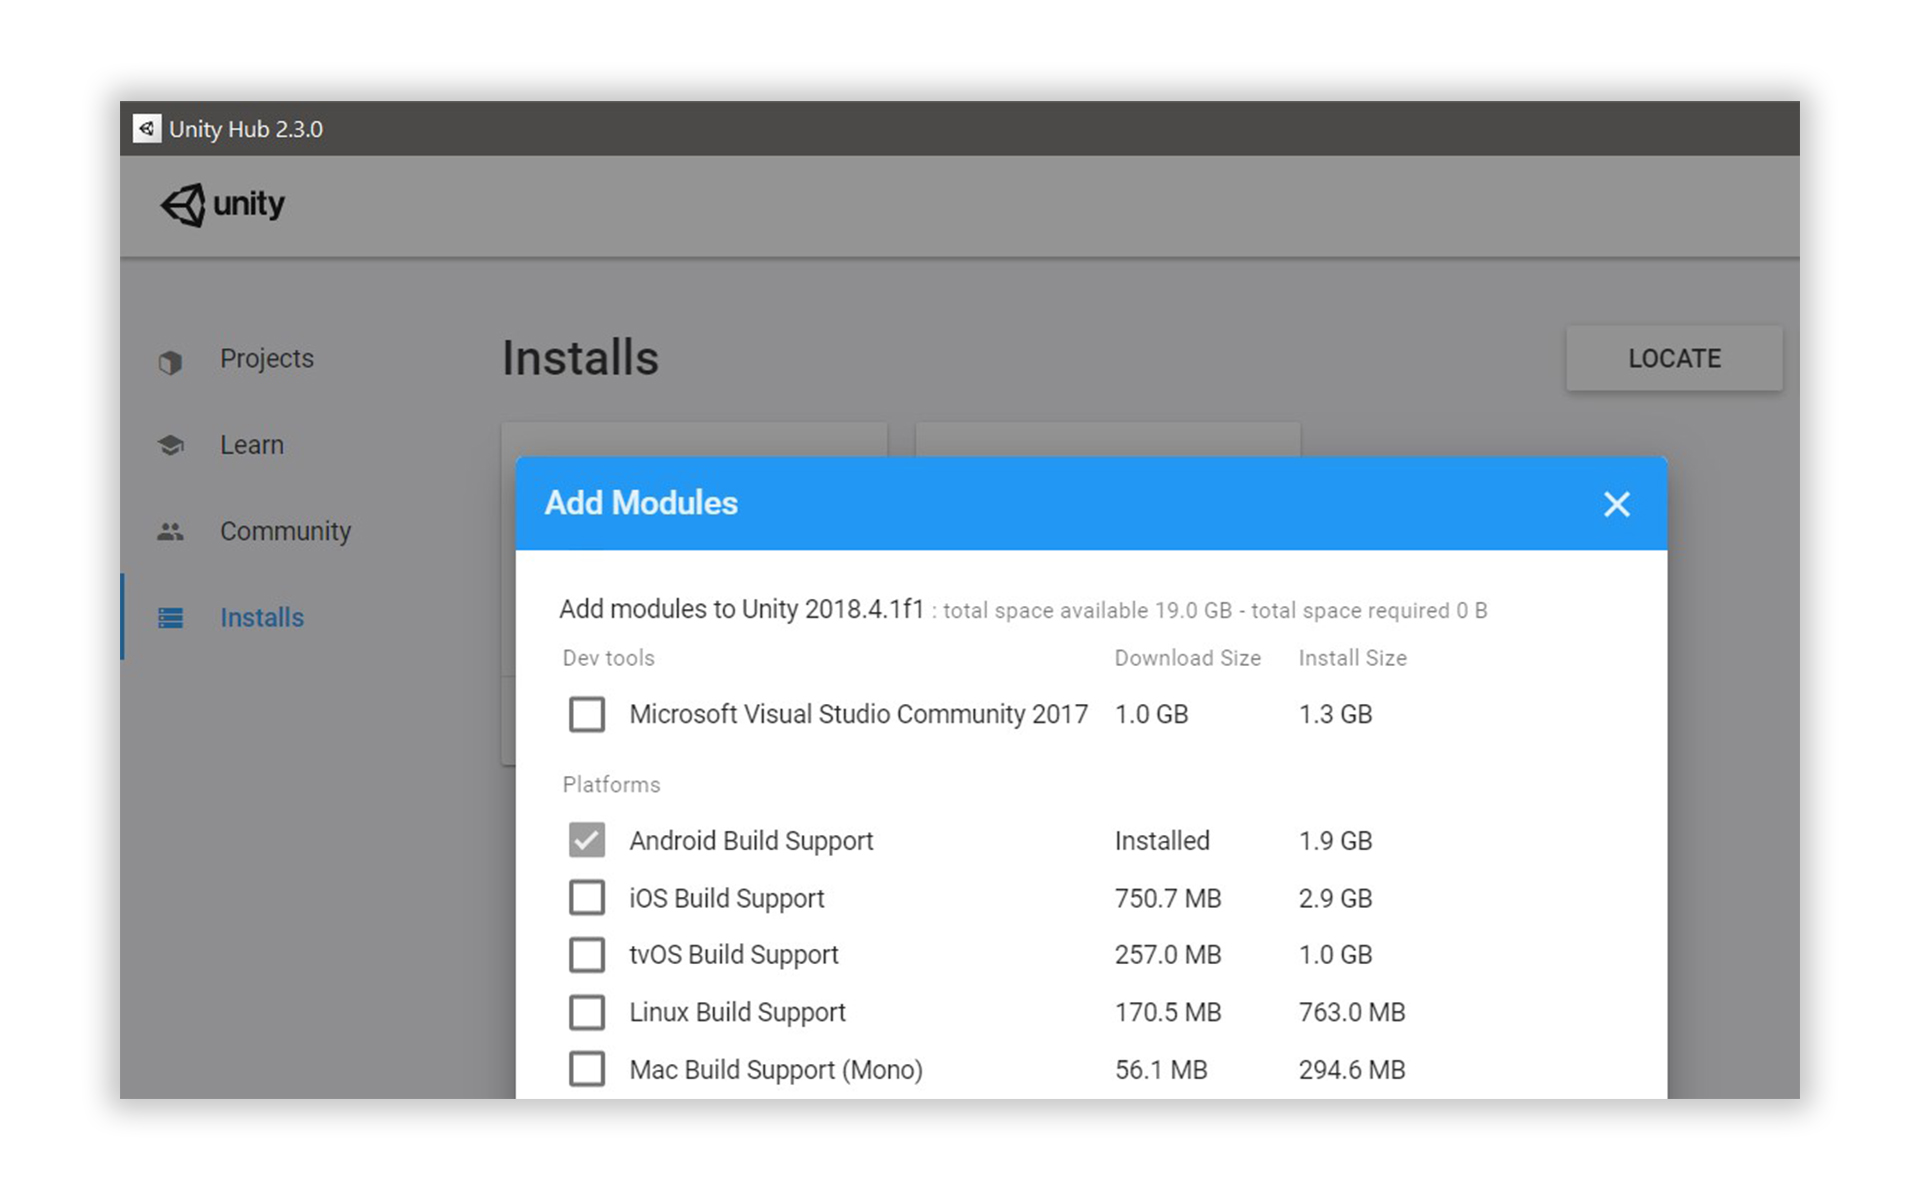 Unity Hub 2.3.0
unity
Projects
Learn
Community
Installs
Installs
LOCATE
Add Modules
Add modules to Unity 2018.4.1f1 : total space available 19.0 GB - total space required 0 B
Dev tools Download Size Install Size
Microsoft Visual Studio Community 2017 1.0 GB 1.3 GB
Platforms
Android Build Support Installed 1.9 GB
iOS Build Support 750.7 MB 2.9 GB
tvOS Build Support 257.0 MB 1.0 GB
Linux Build Support 170.5 MB 763.0 MB
Mac Build Support (Mono) 56.1 MB 294.6 MB